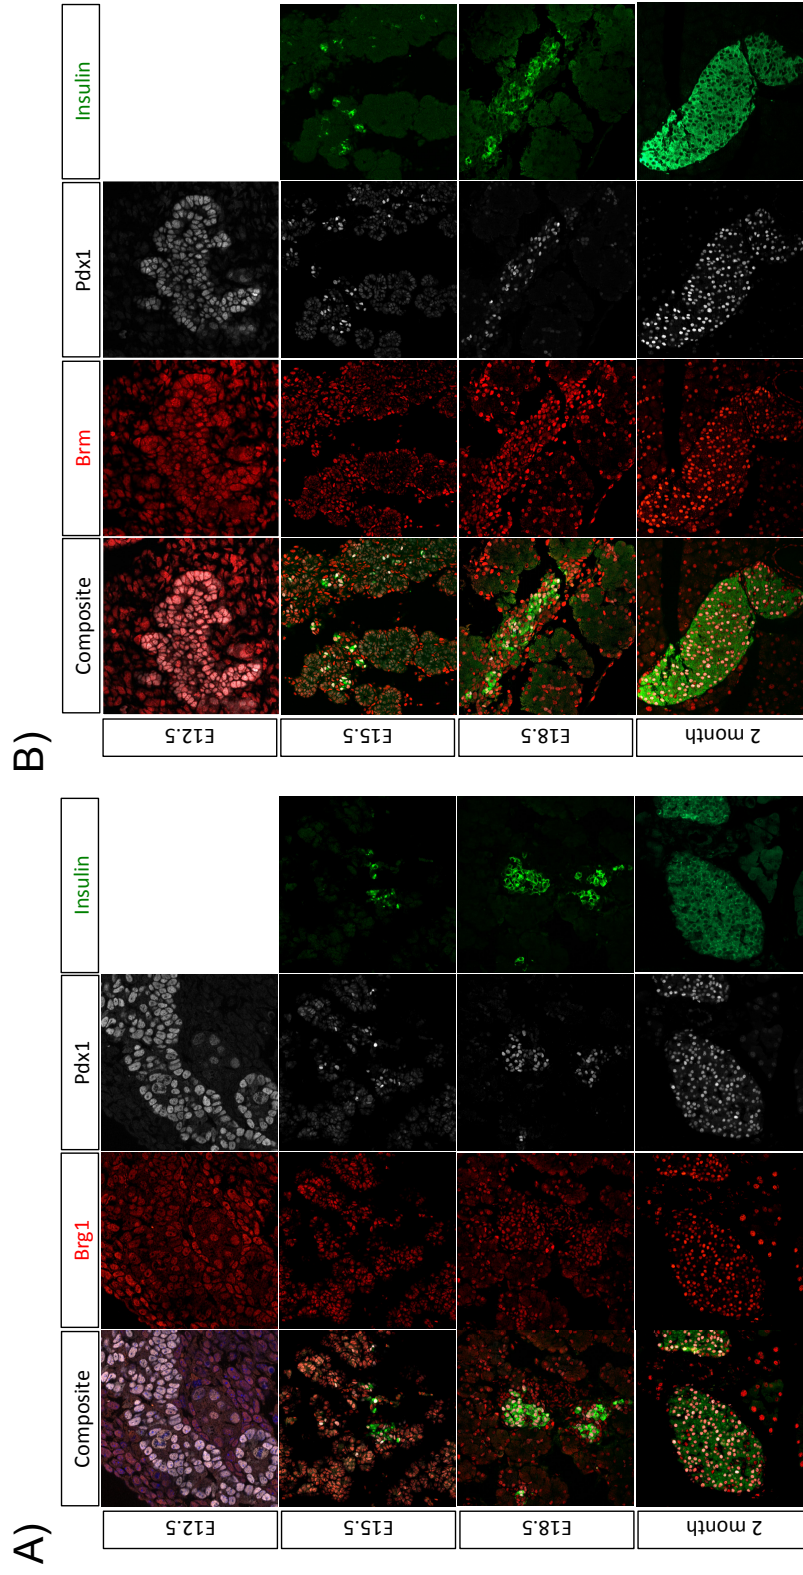 A)
Composite
Brg1
Pdx1
Insulin
E12.5
E15.5
E18.5
2 month
B)
Composite
Brm
Pdx1
Insulin
E12.5
E15.5
E18.5
2 month